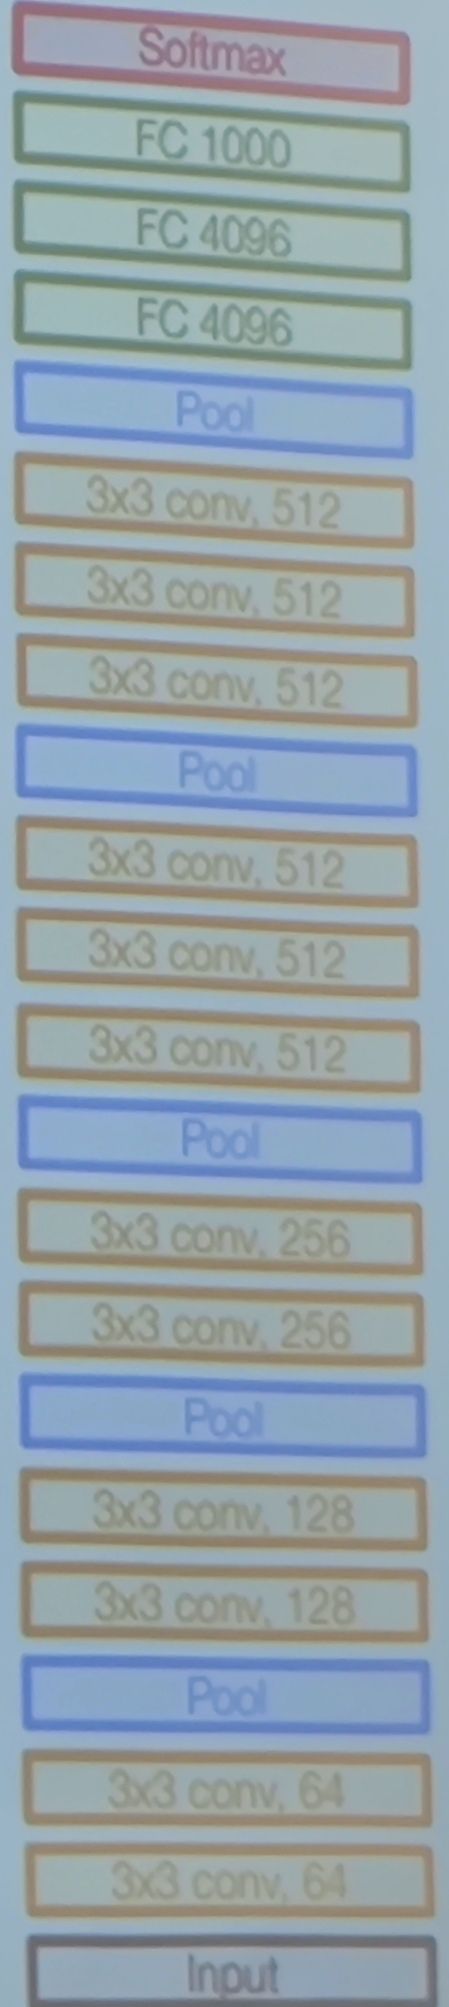 Softmax
FC 1000
FC 4096
FC 4096
Pool
3x3 conv, 512
3x3 conv, 512
3x3 conv, 512
Pool
3x3 conv, 512
3x3 conv, 512
3x3 conv, 512
Pool
3x3 conv, 256
3x3 conv, 256
Pool
3x3 conv, 128
3x3 conv, 128
Pool
3x3 conv, 64
3x3 conv, 64
Input